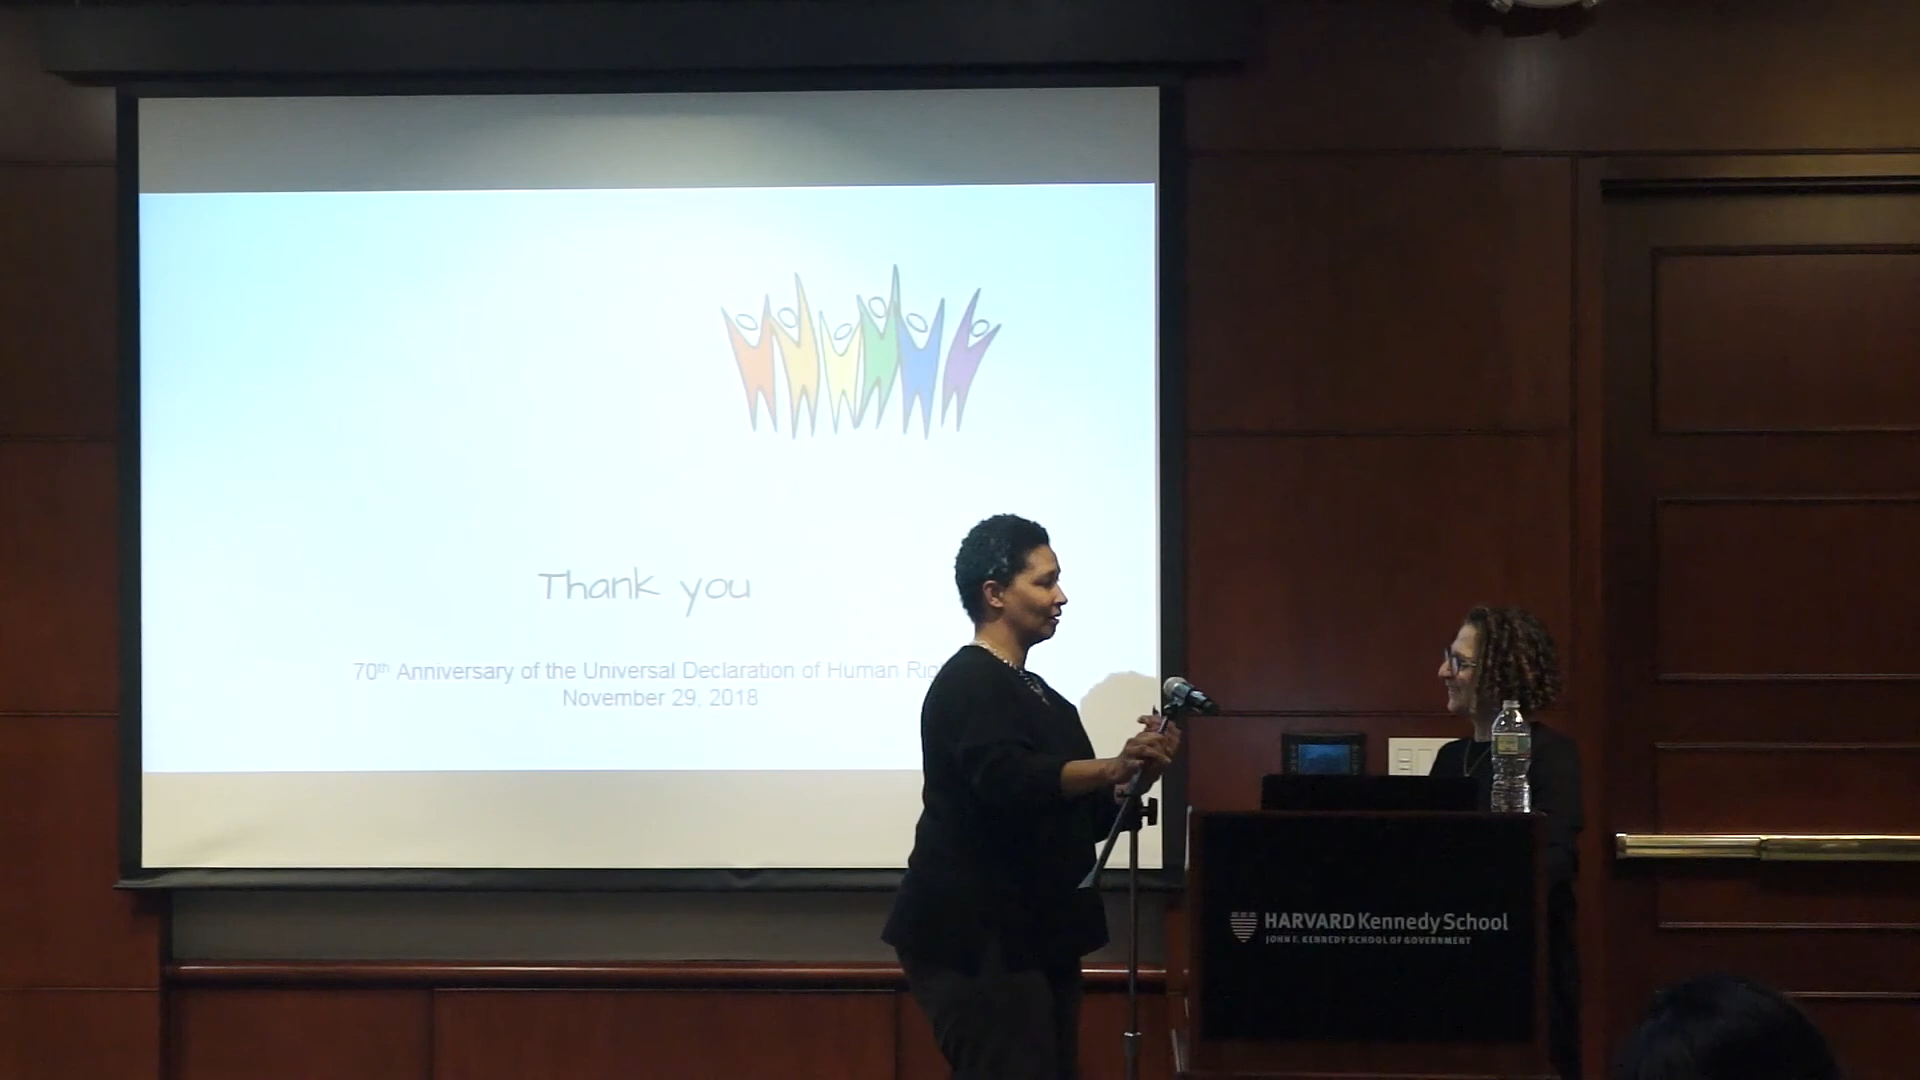 Thank you
70th Anniversary of the Universal Declaration of Human Rig
November 29, 2018
HARVARD Kennedy School
JOHN F. KENNEDY SCHOOL OF GOVERNMENT